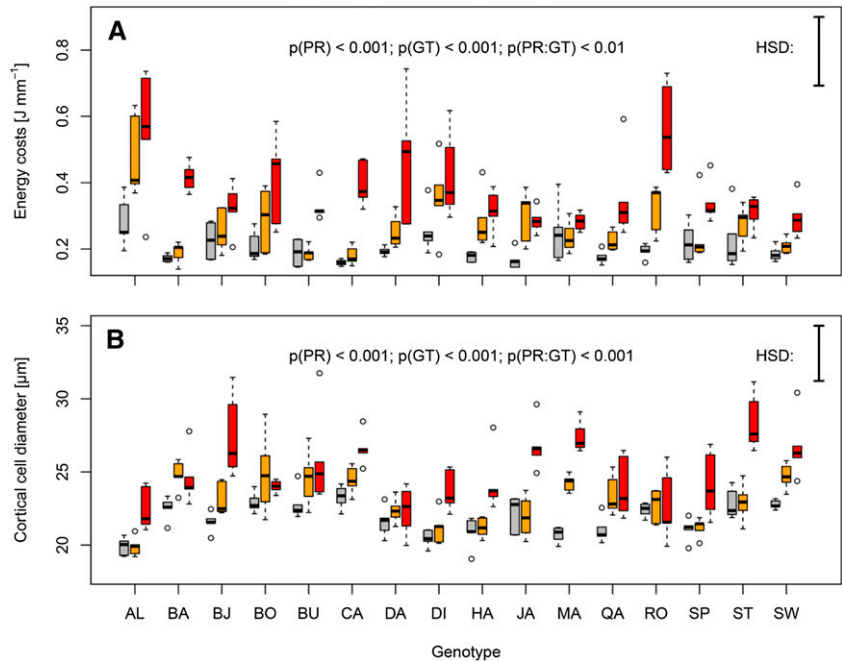 A
p(PR) < 0.001; p(GT) < 0.001; p(PR:GT) < 0.01
HSD:
Energy costs [J mm⁻¹]
0.8
0.6
0.4
0.2
B
p(PR) < 0.001; p(GT) < 0.001; p(PR:GT) < 0.001
HSD:
Cortical cell diameter [µm]
35
30
25
20
AL BA BJ BO BU CA DA DI HA JA MA QA RO SP ST SW
Genotype